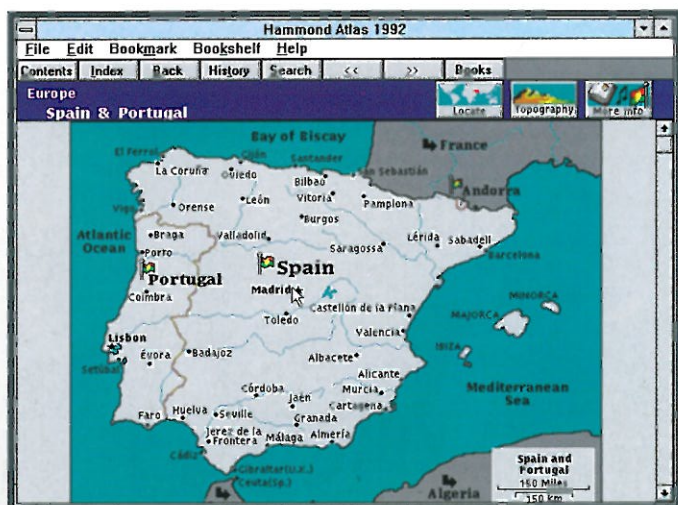 Hammond Atlas 1992
File Edit Bookmark Bookshelf Help
Contents Index Back History Search << >> Books
Europe
Spain & Portugal
Locate Topography More info
Bay of Biscay
France
El Ferrol Gijón Santander San Sebastián
La Coruña Oviedo Bilbao
Andorra
Vigo Orense León Vitoria Pamplona
Burgos
Atlantic
Ocean
Braga Valladolid Saragossa Lérida Sabadell
Porto Barcelona
Portugal Spain
Madrid
Coimbra Castellón de la Plana
MINORCA
MAJORCA
Toledo
Valencia
Lisbon
IBIZA
Évora Badajoz Albacete
Setúbal
Alicante
Córdoba Murcia
Mediterranean
Sea
Jaén Cartagena
Faro Huelva Seville Granada
Jerez de la
Frontera Málaga Almería
Cádiz
Gibraltar(U.K.)
Ceuta(Sp.)
Algeria
Spain and
Portugal
150 Miles
150 km